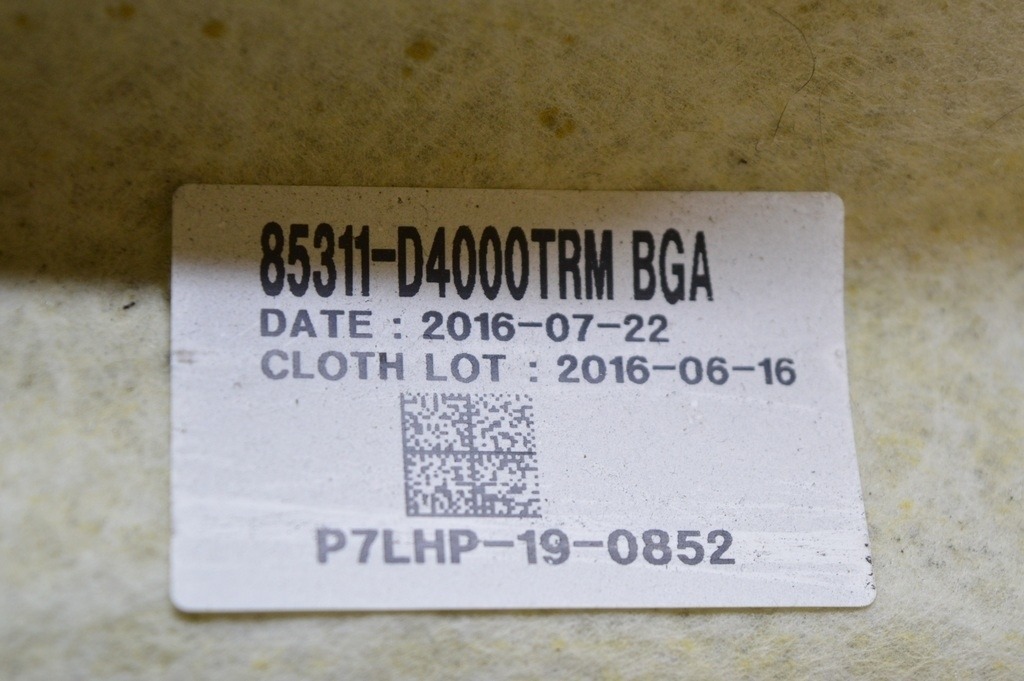 85311-D4000TRM BGA
DATE : 2016-07-22
CLOTH LOT : 2016-06-16
P7LHP-19-0852